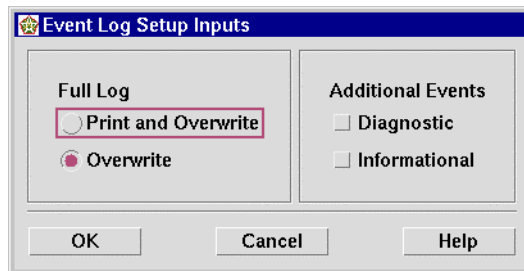 Event Log Setup Inputs
Full Log
Print and Overwrite
Overwrite
Additional Events
Diagnostic
Informational
OK
Cancel
Help